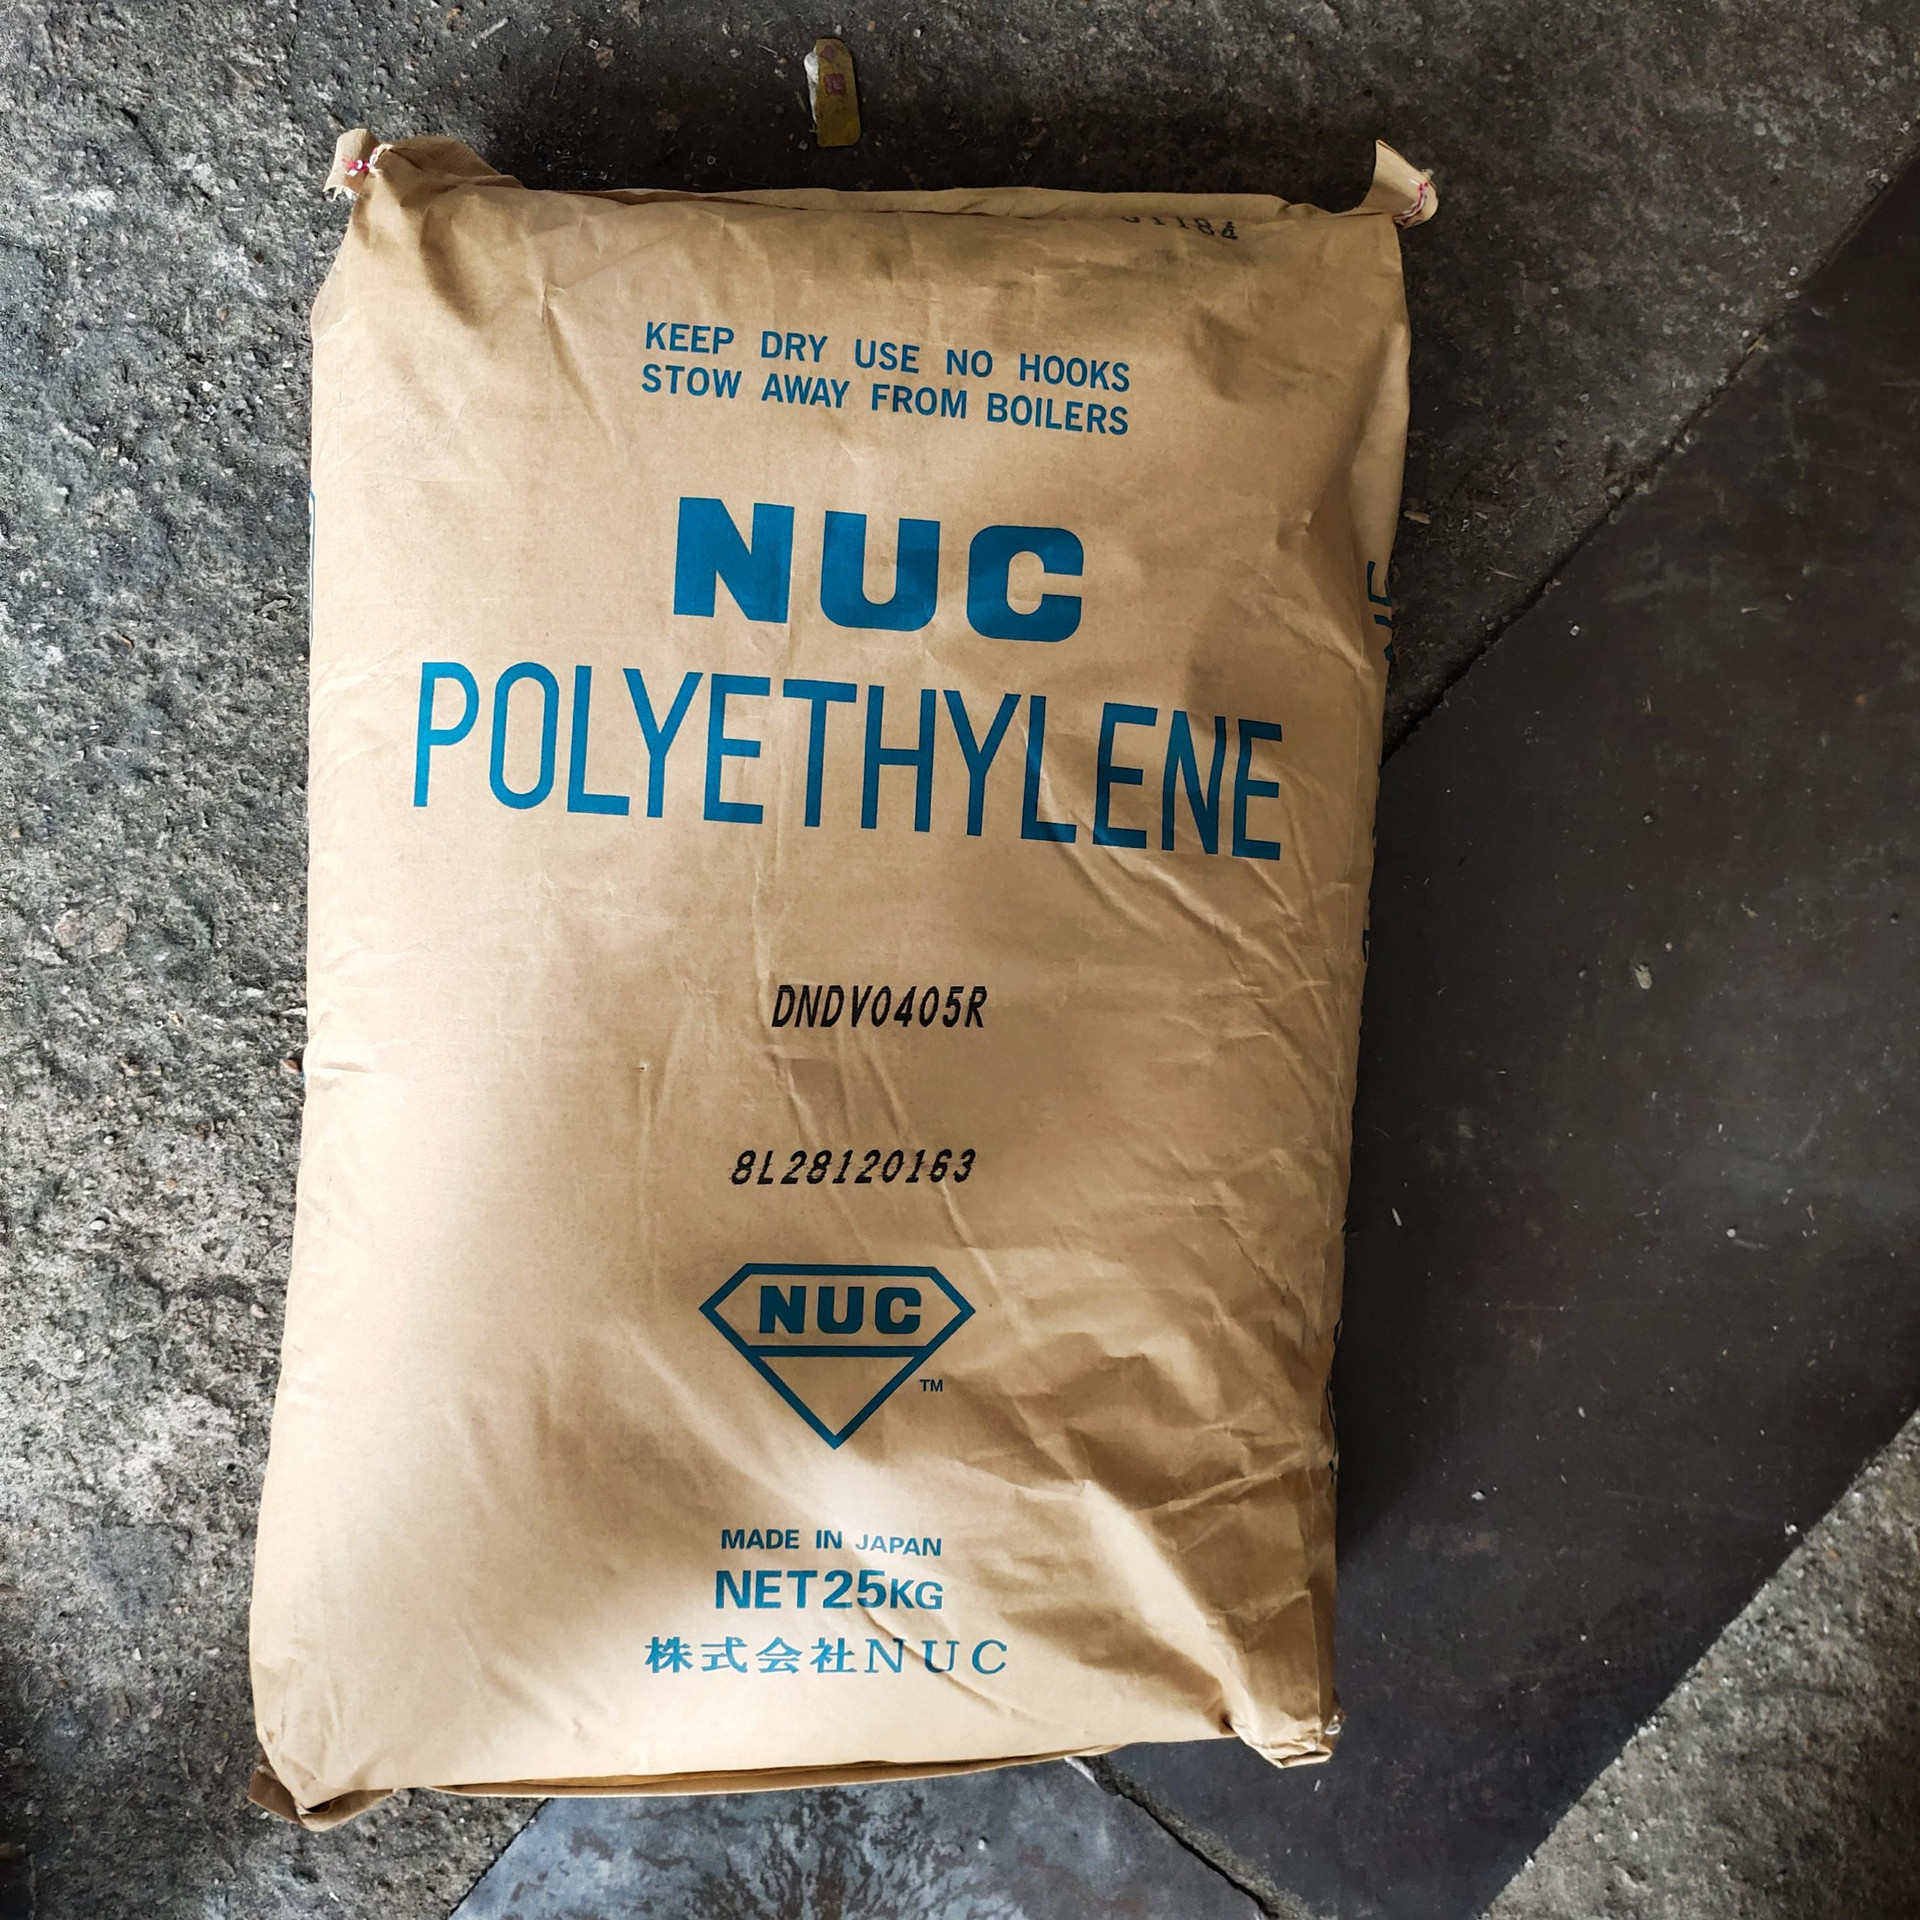 KEEP DRY USE NO HOOKS
STOW AWAY FROM BOILERS
NUC
POLYETHYLENE
DNDV0405R
8L28120163
NUC
TM
MADE IN JAPAN
NET25KG
株式会社NUC